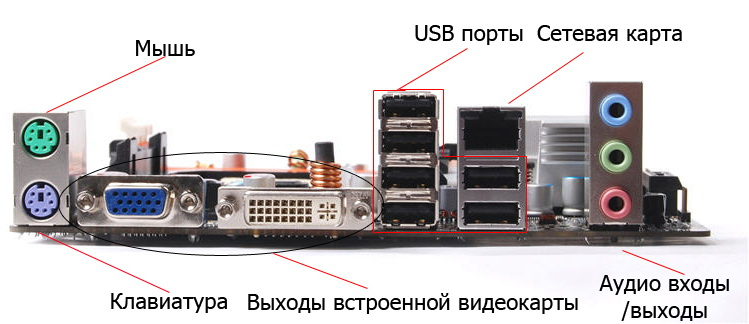 USB порты Сетевая карта
Мышь
Клавиатура Выходы встроенной видеокарты
Аудио входы
/выходы